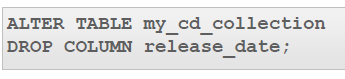 ALTER TABLE my_cd_collection
DROP COLUMN release_date;